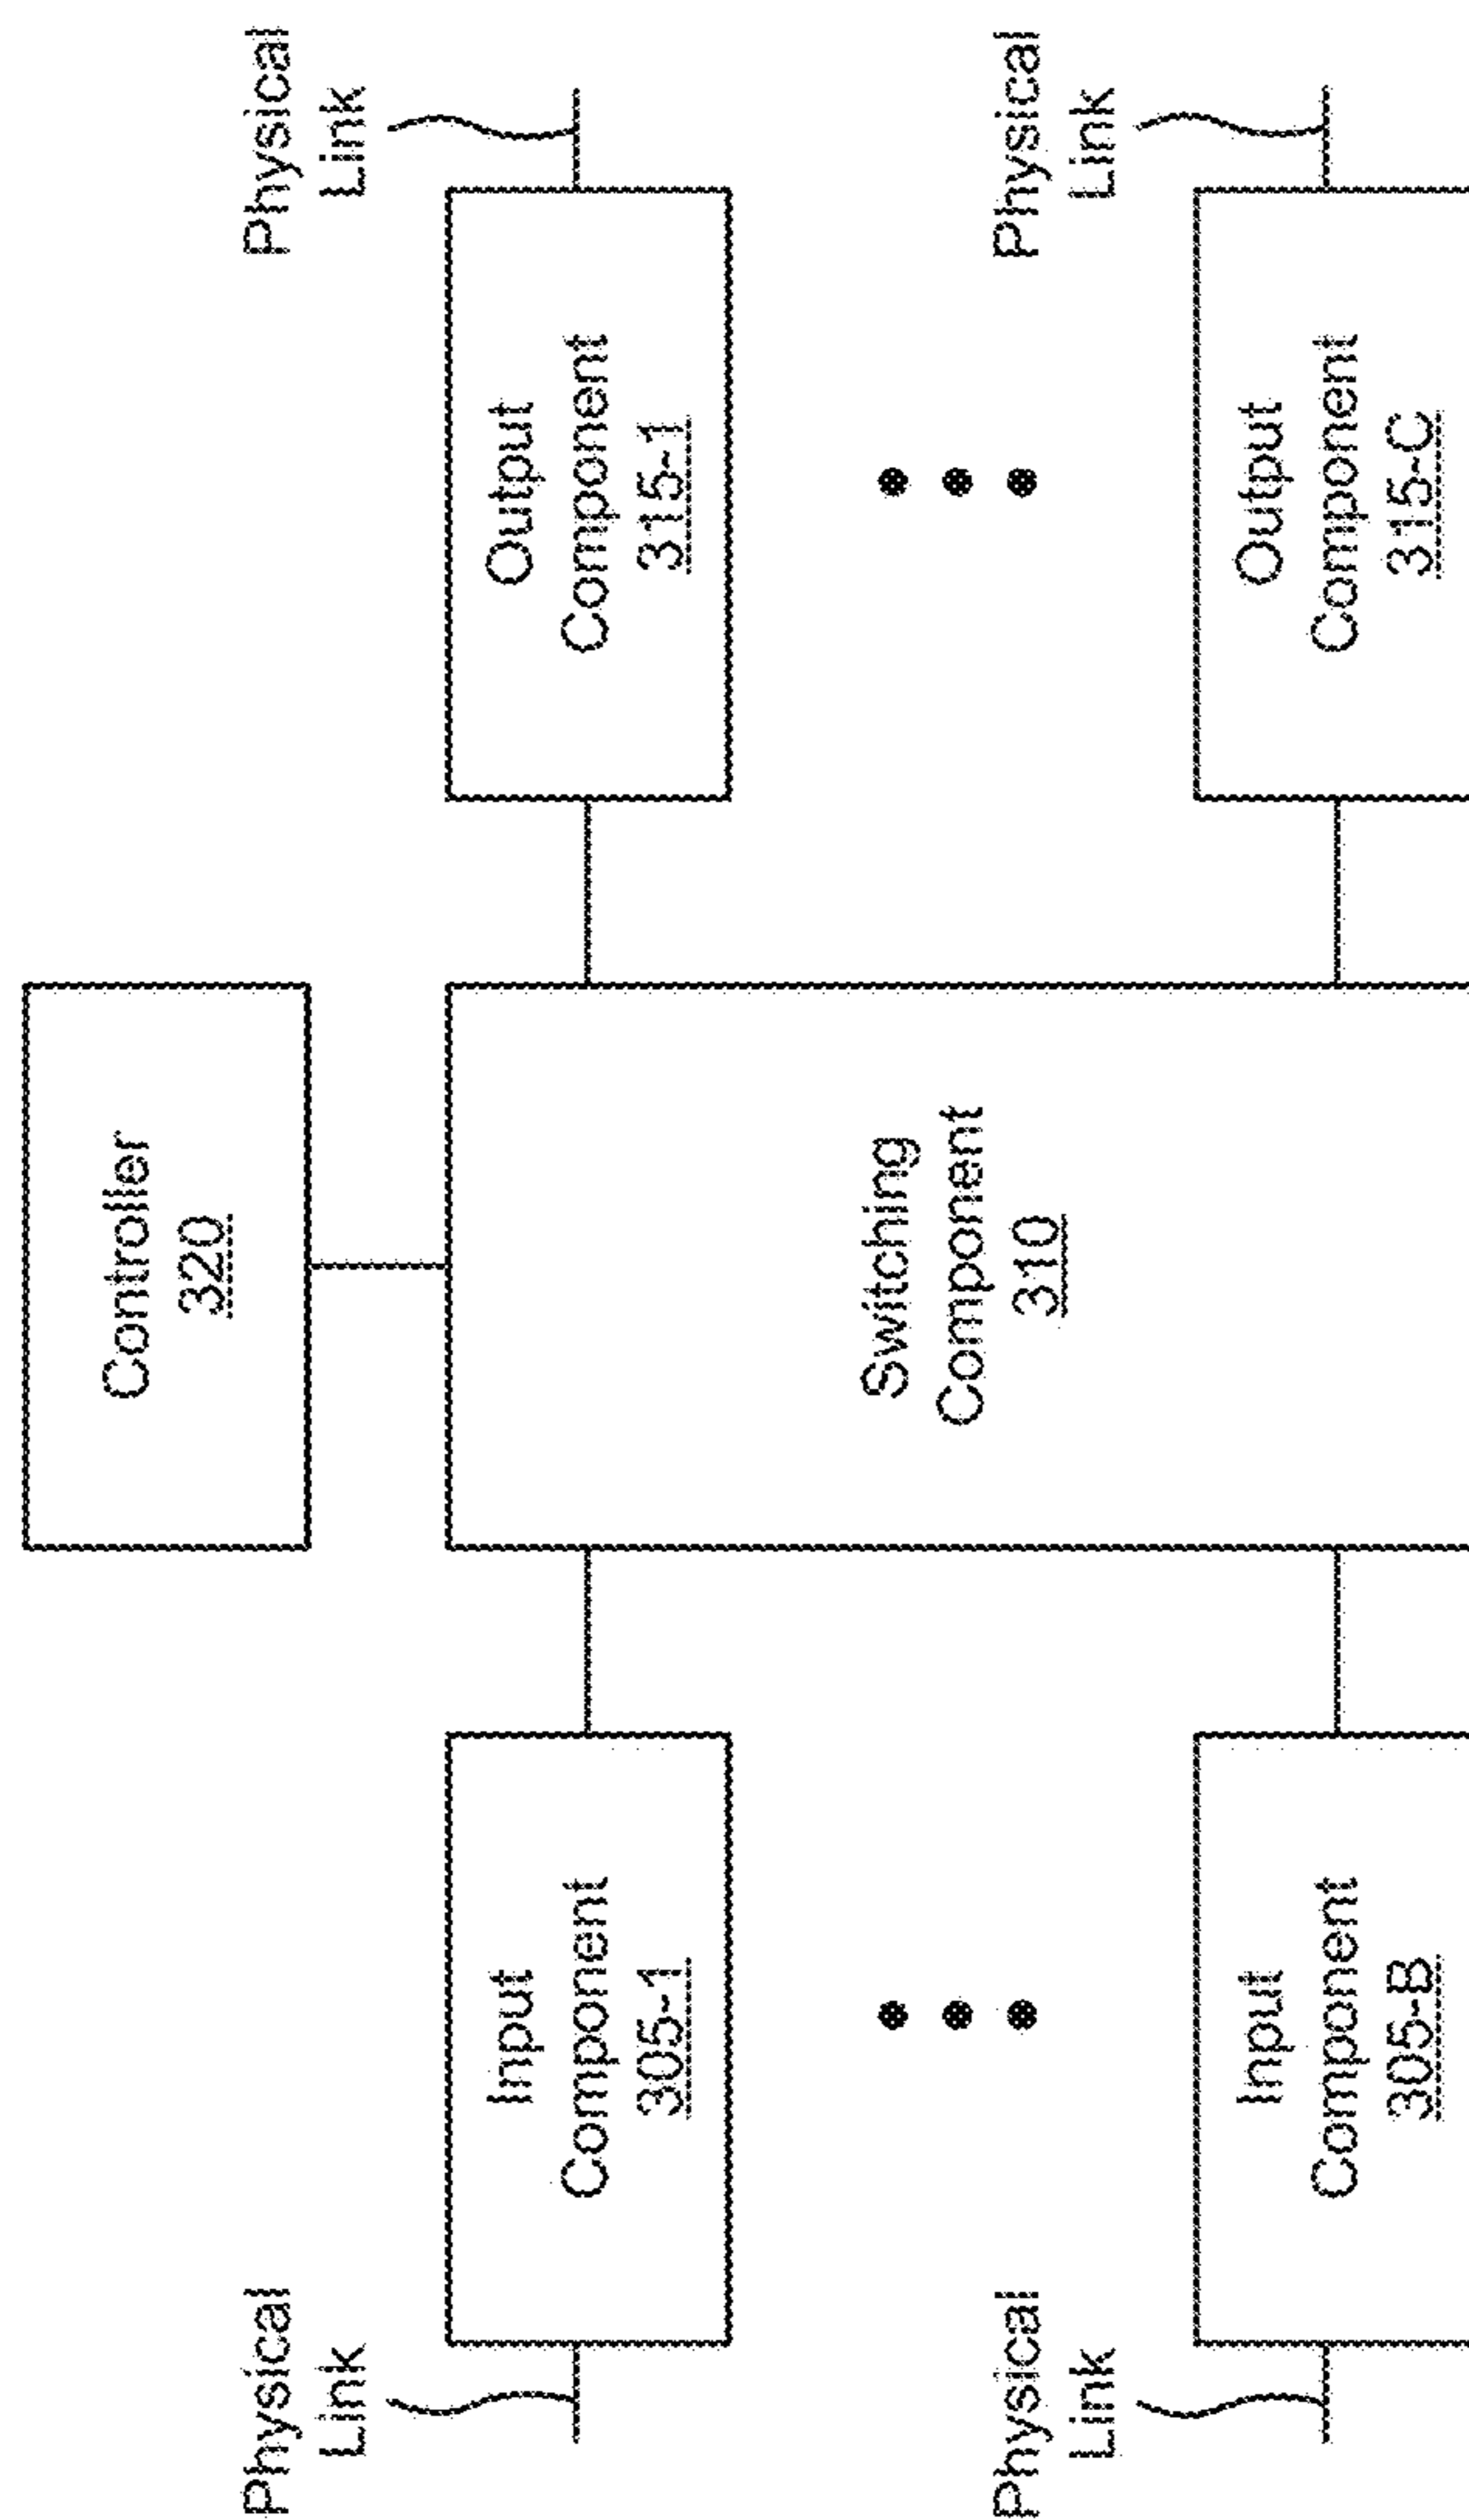 Controller
320
Physical
Link
Physical
Link
Input
Component
305-1
Output
Component
315-1
Switching
Component
310
Physical
Link
Physical
Link
Input
Component
305-B
Output
Component
315-C